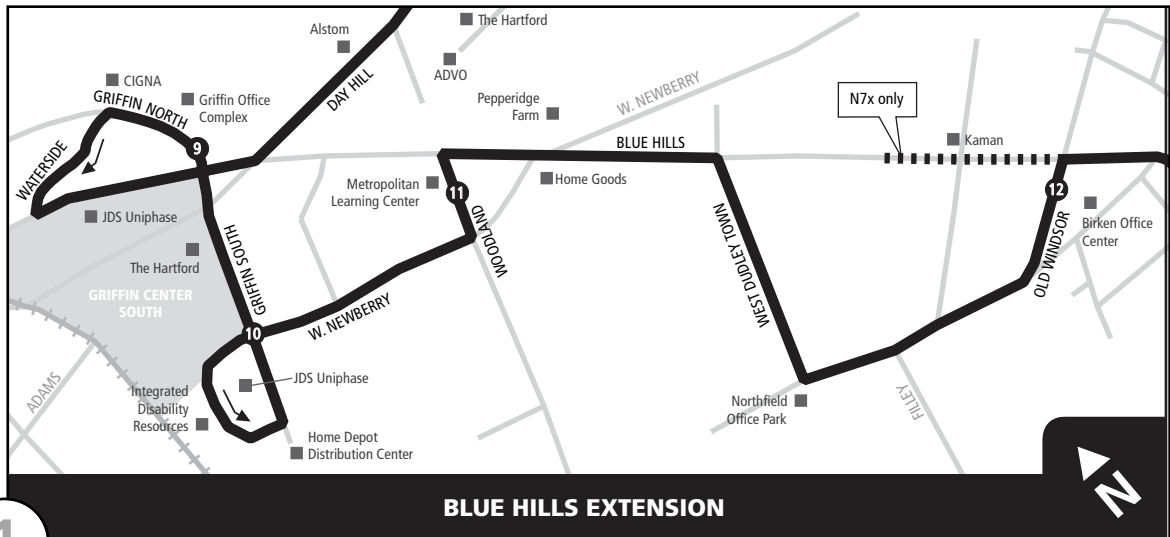 The Hartford
Alstom
ADVO
CIGNA
GRIFFIN NORTH
Griffin Office
Complex
DAY HILL
Pepperidge
Farm
W. NEWBERRY
N7x only
9
BLUE HILLS
Kaman
WATERSIDE
Metropolitan
Learning Center
11
Home Goods
12
JDS Uniphase
WOODLAND
WEST DUDLEY TOWN
OLD WINDSOR
Birken Office
Center
The Hartford
GRIFFIN SOUTH
GRIFFIN CENTER
SOUTH
W. NEWBERRY
10
ADAMS
JDS Uniphase
Integrated
Disability
Resources
Northfield
Office Park
FILLEY
Home Depot
Distribution Center
N
BLUE HILLS EXTENSION